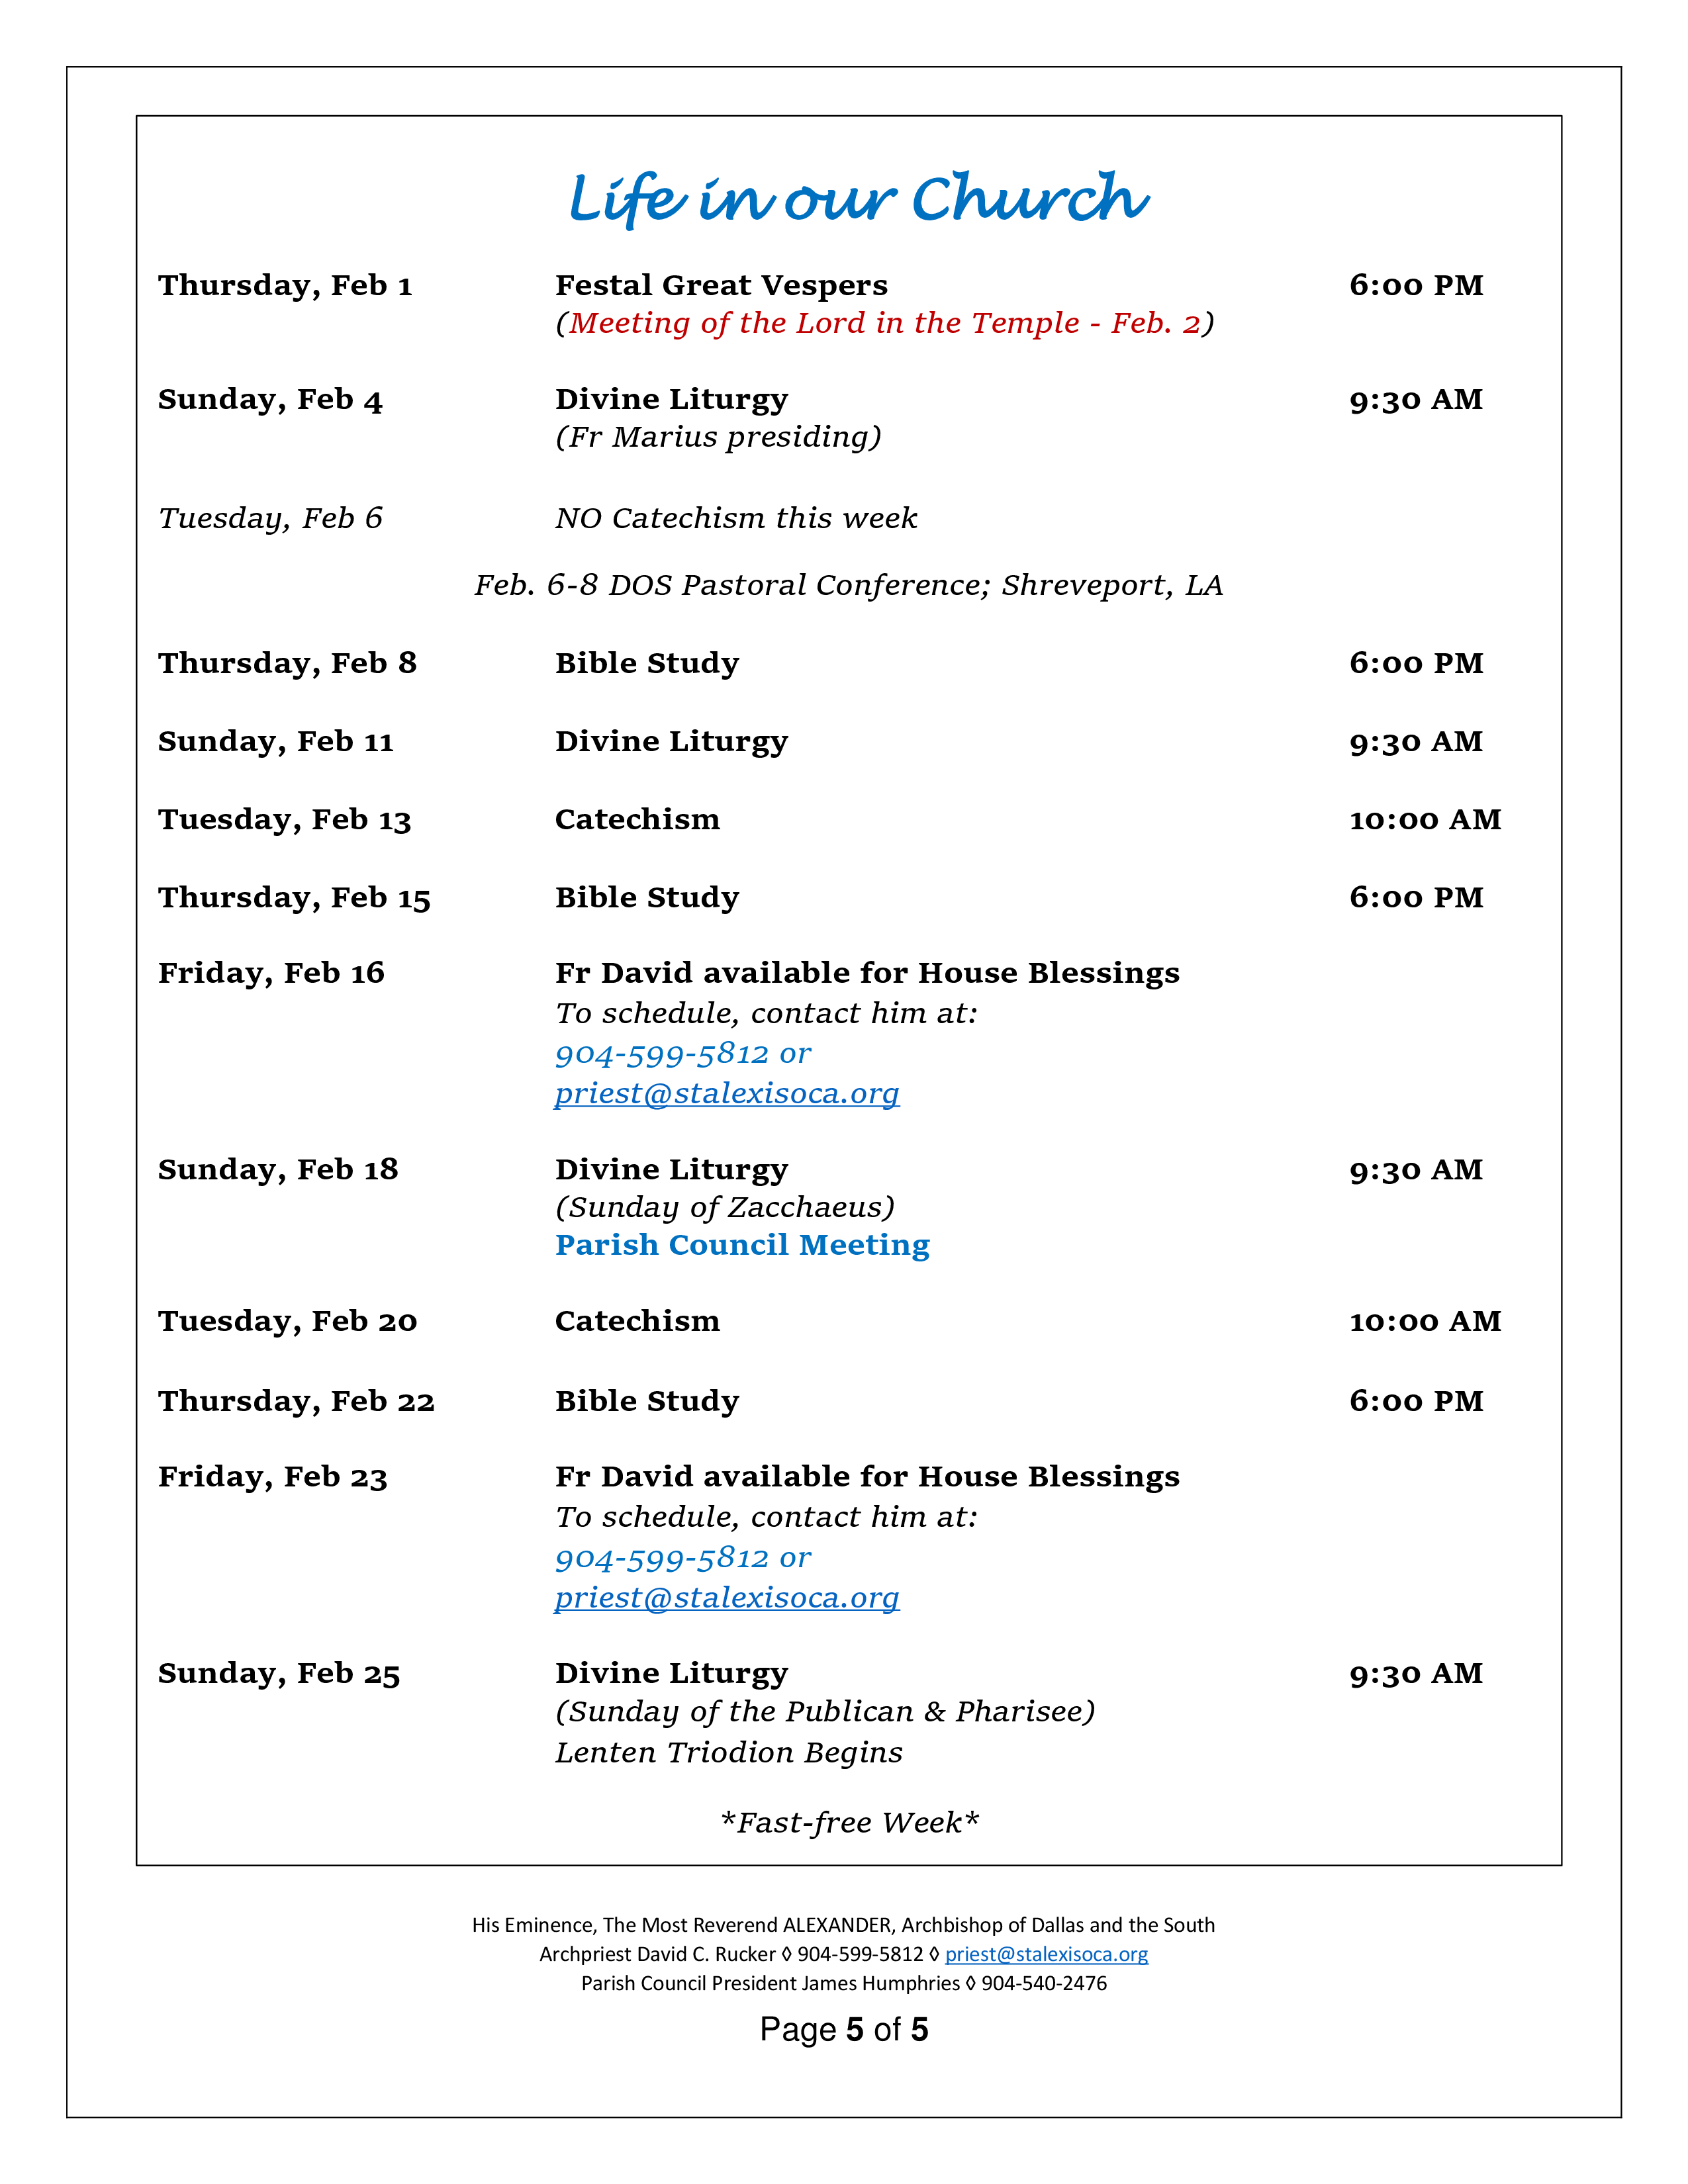 Life in our Church
Thursday, Feb 1 Festal Great Vespers 6:00 PM
(Meeting of the Lord in the Temple - Feb. 2)
Sunday, Feb 4 Divine Liturgy 9:30 AM
(Fr Marius presiding)
Tuesday, Feb 6 NO Catechism this week
Feb. 6-8 DOS Pastoral Conference; Shreveport, LA
Thursday, Feb 8 Bible Study 6:00 PM
Sunday, Feb 11 Divine Liturgy 9:30 AM
Tuesday, Feb 13 Catechism 10:00 AM
Thursday, Feb 15 Bible Study 6:00 PM
Friday, Feb 16 Fr David available for House Blessings
To schedule, contact him at:
904-599-5812 or
priest@stalexisoca.org
Sunday, Feb 18 Divine Liturgy 9:30 AM
(Sunday of Zacchaeus)
Parish Council Meeting
Tuesday, Feb 20 Catechism 10:00 AM
Thursday, Feb 22 Bible Study 6:00 PM
Friday, Feb 23 Fr David available for House Blessings
To schedule, contact him at:
904-599-5812 or
priest@stalexisoca.org
Sunday, Feb 25 Divine Liturgy 9:30 AM
(Sunday of the Publican & Pharisee)
Lenten Triodion Begins
*Fast-free Week*
His Eminence, The Most Reverend ALEXANDER, Archbishop of Dallas and the South
Archpriest David C. Rucker ◊ 904-599-5812 ◊ priest@stalexisoca.org
Parish Council President James Humphries ◊ 904-540-2476
Page 5 of 5